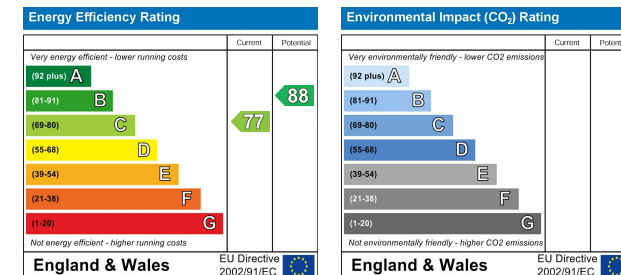 Energy Efficiency Rating
Current Potential
Very energy efficient - lower running costs
(92 plus) A
(81-91) B
88
(69-80) C
77
(55-68) D
(39-54) E
(21-38) F
(1-20) G
Not energy efficient - higher running costs
England & Wales
EU Directive
2002/91/EC
Environmental Impact (CO2) Rating
Current Potent
Very environmentally friendly - lower CO2 emissions
(92 plus) A
(81-91) B
(69-80) C
(55-68) D
(39-54) E
(21-38) F
(1-20) G
Not environmentally friendly - higher CO2 emissions
England & Wales
EU Directive
2002/91/EC